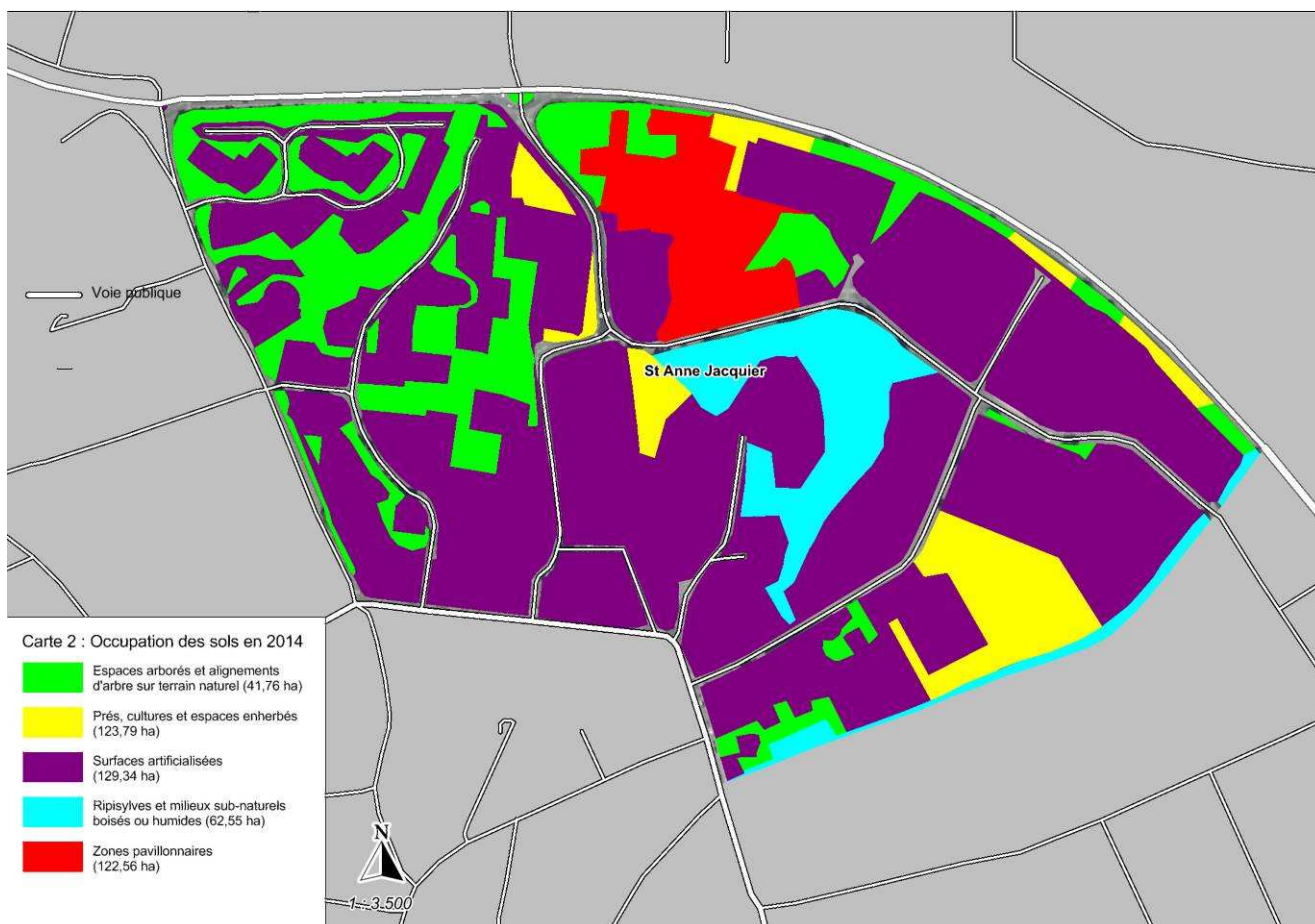 Voie publique
St Anne Jacquier
Carte 2 : Occupation des sols en 2014
Espaces arborés et alignements
d'arbre sur terrain naturel (41,76 ha)
Prés, cultures et espaces enherbés
(123,79 ha)
Surfaces artificialisées
(129,34 ha)
Ripisylves et milieux sub-naturels
boisés ou humides (62,55 ha)
Zones pavillonnaires
(122,56 ha)
N
1 : 3.500